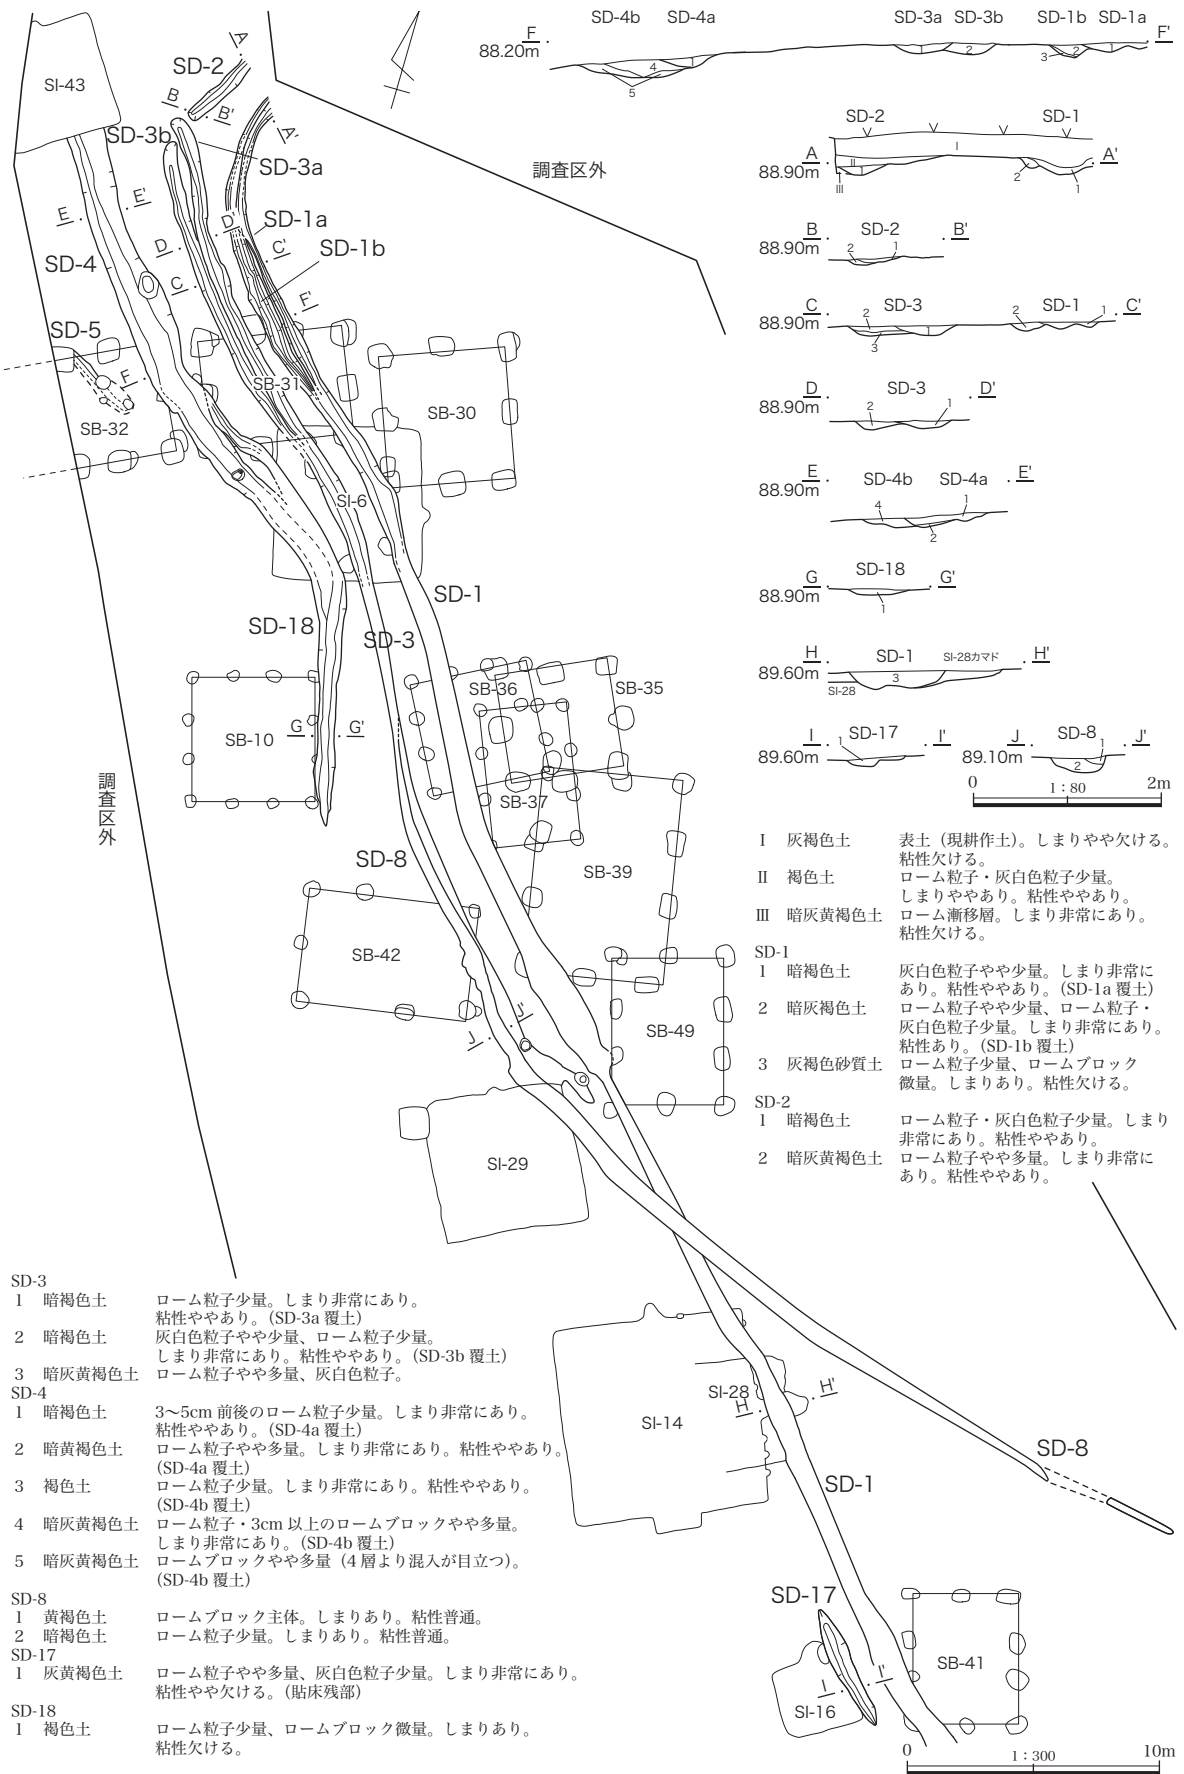 SD-4b SD-4a SD-3a SD-3b SD-1b SD-1a
F F'
88.20m
1 4 5 1 2 3 2 1
SD-2 SD-1
A A'
88.90m
I II III 1 2 1
B SD-2 B'
88.90m
2 1
C SD-3 SD-1 C'
88.90m
2 1 3 2 1
D SD-3 D'
88.90m
2 1
E SD-4b SD-4a E'
88.90m
4 1 2
G SD-18 G'
88.90m
1
H SD-1 SI-28カマド H'
89.60m
3
SI-28
I SD-17 I'
89.60m
1
J SD-8 J'
89.10m
1 2
0 1:80 2m
調査区外
調査区外
SI-43
SD-2
A
B
B'
A'
SD-3b
SD-3a
E
E'
D
D'
SD-1a
C'
SD-1b
SD-4
C
F'
SD-5
F
SB-31
SB-30
SB-32
SI-6
SD-1
SD-18
SD-3
SB-36
SB-35
SB-10
G
G'
SB-37
SD-8
SB-39
SB-42
J'
J
SB-49
SI-29
SI-28
H
H'
SI-14
SD-8
SD-1
SD-17
SB-41
I
I'
SI-16
0 1:300 10m
I 灰褐色土 表土（現耕作土）。しまりやや欠ける。
粘性欠ける。
II 褐色土 ローム粒子・灰白色粒子少量。
しまりややあり。粘性ややあり。
III 暗灰黄褐色土 ローム漸移層。しまり非常にあり。
粘性欠ける。
SD-1
1 暗褐色土 灰白色粒子やや少量。しまり非常に
あり。粘性ややあり。（SD-1a 覆土）
2 暗灰褐色土 ローム粒子やや少量、ローム粒子・
灰白色粒子少量。しまり非常にあり。
粘性あり。（SD-1b 覆土）
3 灰褐色砂質土 ローム粒子少量、ロームブロック
微量。しまりあり。粘性欠ける。
SD-2
1 暗褐色土 ローム粒子・灰白色粒子少量。しまり
非常にあり。粘性ややあり。
2 暗灰黄褐色土 ローム粒子やや多量。しまり非常に
あり。粘性ややあり。
SD-3
1 暗褐色土 ローム粒子少量。しまり非常にあり。
粘性ややあり。（SD-3a 覆土）
2 暗褐色土 灰白色粒子やや少量、ローム粒子少量。
しまり非常にあり。粘性ややあり。（SD-3b 覆土）
3 暗灰黄褐色土 ローム粒子やや多量、灰白色粒子。
SD-4
1 暗褐色土 3～5cm 前後のローム粒子少量。しまり非常にあり。
粘性ややあり。（SD-4a 覆土）
2 暗黄褐色土 ローム粒子やや多量。しまり非常にあり。粘性ややあり。
（SD-4a 覆土）
3 褐色土 ローム粒子少量。しまり非常にあり。粘性ややあり。
（SD-4b 覆土）
4 暗灰黄褐色土 ローム粒子・3cm 以上のロームブロックやや多量。
しまり非常にあり。（SD-4b 覆土）
5 暗灰黄褐色土 ロームブロックやや多量（4 層より混入が目立つ）。
（SD-4b 覆土）
SD-8
1 黄褐色土 ロームブロック主体。しまりあり。粘性普通。
2 暗褐色土 ローム粒子少量。しまりあり。粘性普通。
SD-17
1 灰黄褐色土 ローム粒子やや多量、灰白色粒子少量。しまり非常にあり。
粘性やや欠ける。（貼床残部）
SD-18
1 褐色土 ローム粒子少量、ロームブロック微量。しまりあり。
粘性欠ける。